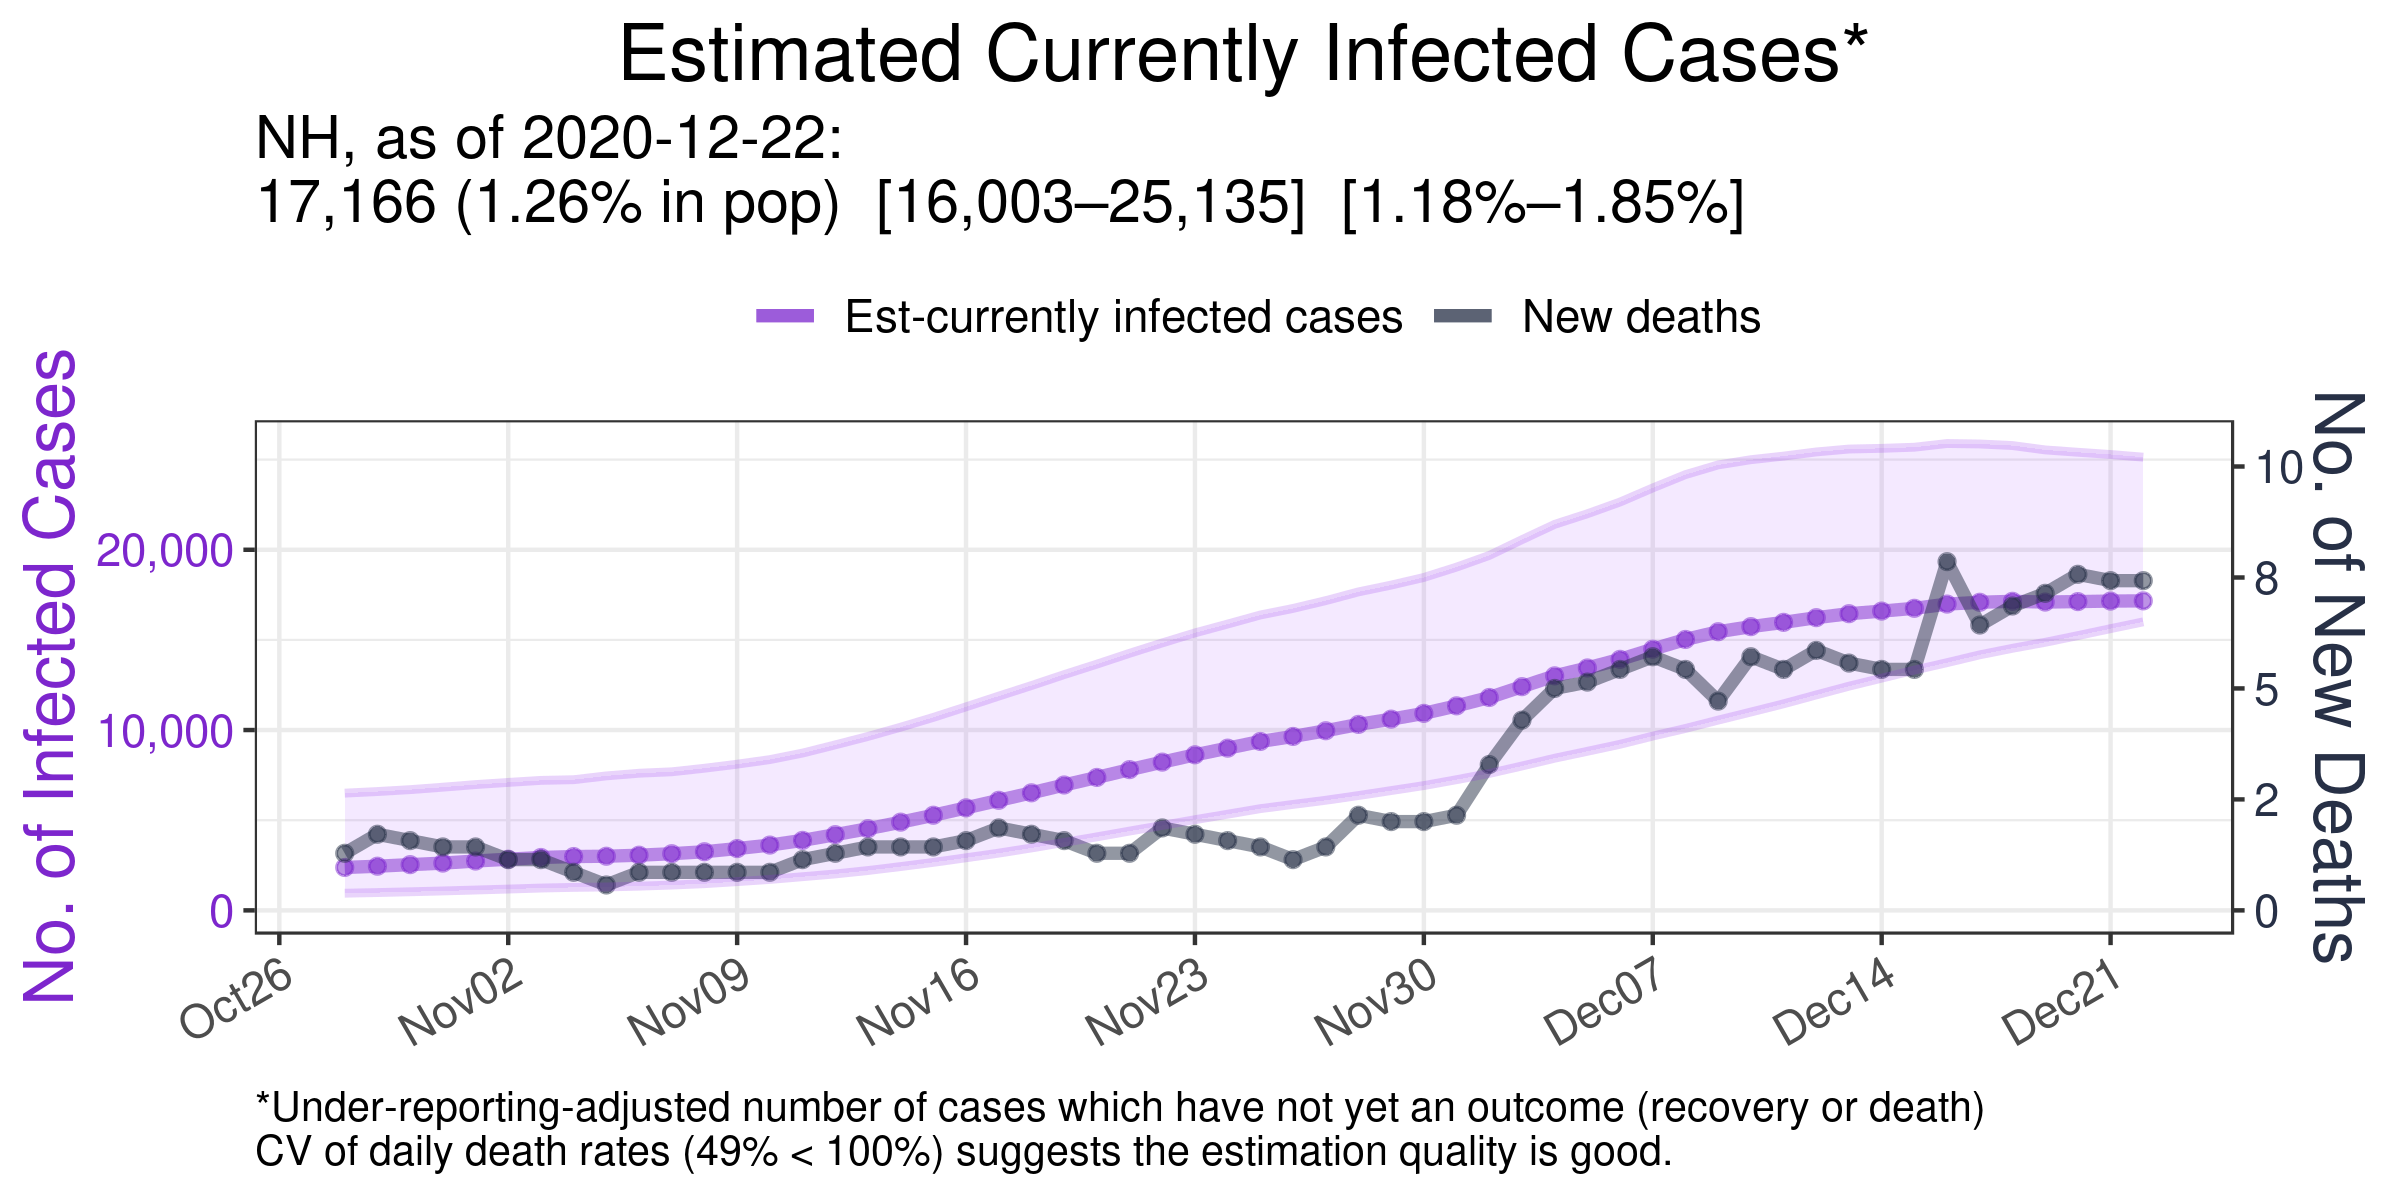 Estimated Currently Infected Cases*
NH, as of 2020-12-22:
17,166 (1.26% in pop)  [16,003–25,135]  [1.18%–1.85%]
Est-currently infected cases
New deaths
No. of Infected Cases
20,000
10,000
0
No. of New Deaths
10
8
5
2
0
Oct26
Nov02
Nov09
Nov16
Nov23
Nov30
Dec07
Dec14
Dec21
*Under-reporting-adjusted number of cases which have not yet an outcome (recovery or death)
CV of daily death rates (49% < 100%) suggests the estimation quality is good.